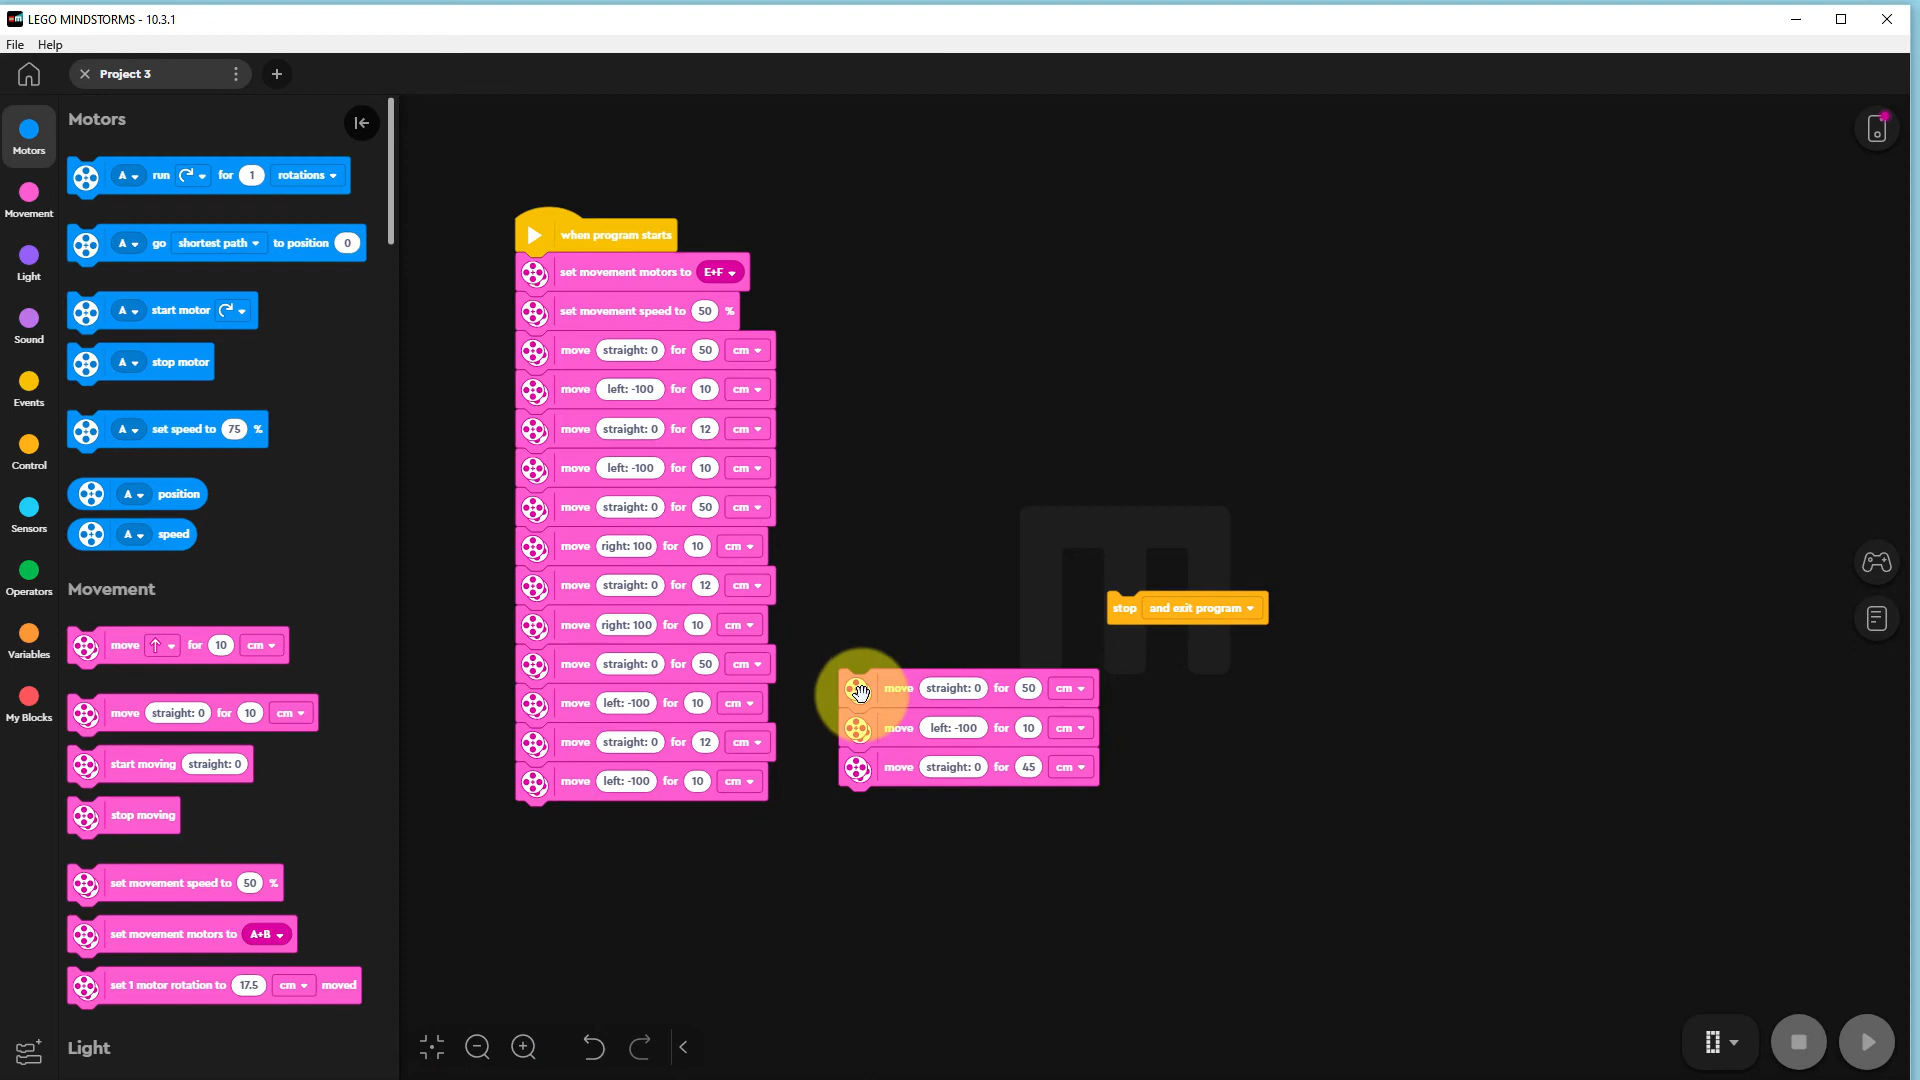 LEGO MINDSTORMS - 10.3.1
File Help
Project 3
Motors
Movement
Light
Sound
Events
Control
Sensors
Operators
Variables
My Blocks
Motors
A run for 1 rotations
A go shortest path to position 0
A start motor
A stop motor
A set speed to 75 %
A position
A speed
Movement
move for 10 cm
move straight: 0 for 10 cm
start moving straight: 0
stop moving
set movement speed to 50 %
set movement motors to A+B
set 1 motor rotation to 17.5 cm moved
Light
when program starts
set movement motors to E+F
set movement speed to 50 %
move straight: 0 for 50 cm
move left: -100 for 10 cm
move straight: 0 for 12 cm
move left: -100 for 10 cm
move straight: 0 for 50 cm
move right: 100 for 10 cm
move straight: 0 for 12 cm
move right: 100 for 10 cm
move straight: 0 for 50 cm
move left: -100 for 10 cm
move straight: 0 for 12 cm
move left: -100 for 10 cm
stop and exit program
move straight: 0 for 50 cm
move left: -100 for 10 cm
move straight: 0 for 45 cm